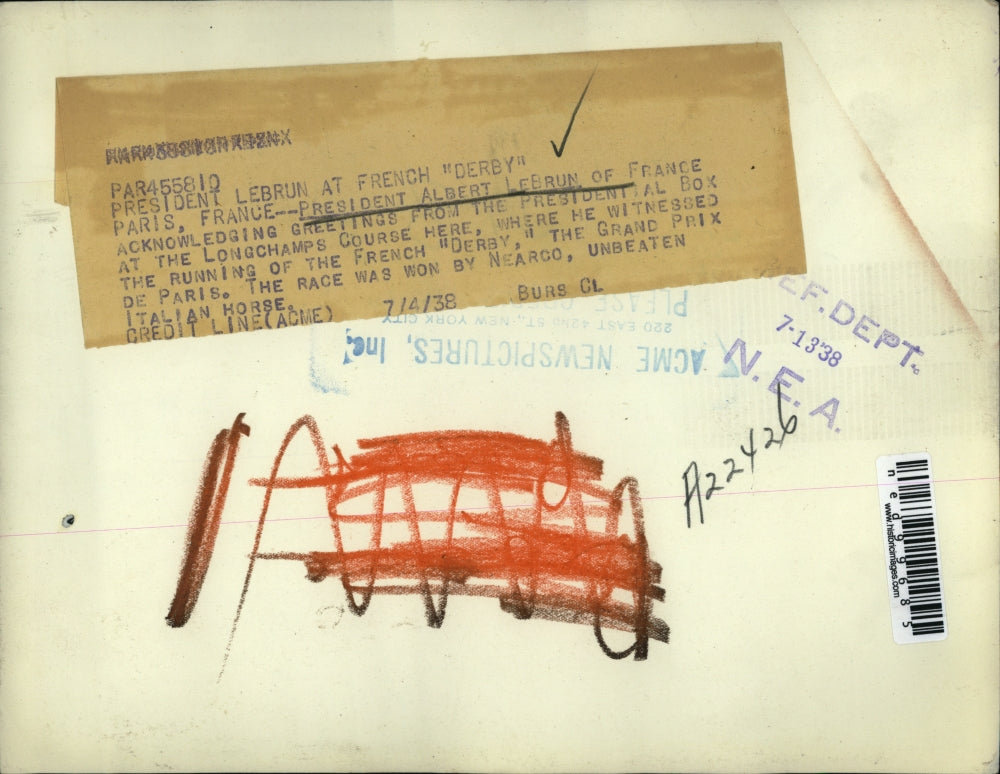 PAR455810
PRESIDENT LEBRUN AT FRENCH "DERBY"
PARIS, FRANCE--PRESIDENT ALBERT LEBRUN OF FRANCE
ACKNOWLEDGING GREETINGS FROM THE PRESIDENTIAL BOX
AT THE LONGCHAMPS COURSE HERE, WHERE HE WITNESSED
THE RUNNING OF THE FRENCH "DERBY," THE GRAND PRIX
DE PARIS. THE RACE WAS WON BY NEARCO, UNBEATEN
ITALIAN HORSE.
CREDIT LINE(ACME) 7/4/38 BURS CL
PLEASE
220 EAST 42ND ST., NEW YORK CITY
ACME NEWSPICTURES, Inc.
REF. DEPT.
7-13'38
N. E. A.
A22426
ned99685
www.historicimages.com